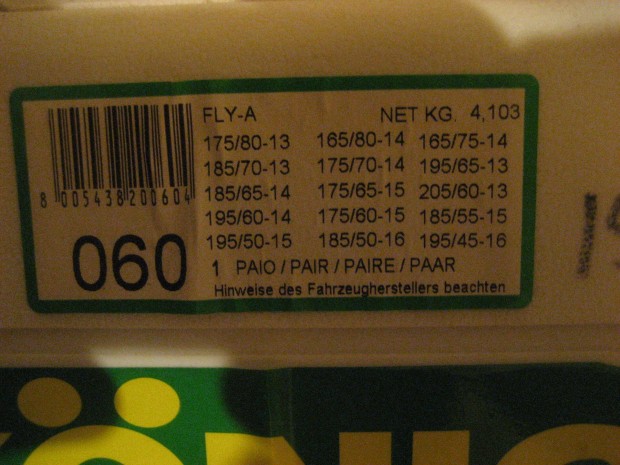 FLY-A NET KG. 4,103
175/80-13 165/80-14 165/75-14
185/70-13 175/70-14 195/65-13
185/65-14 175/65-15 205/60-13
195/60-14 175/60-15 185/55-15
195/50-15 185/50-16 195/45-16
8 005438 200604
060
1 PAIO / PAIR / PAIRE / PAAR
Hinweise des Fahrzeugherstellers beachten
KÖNIG